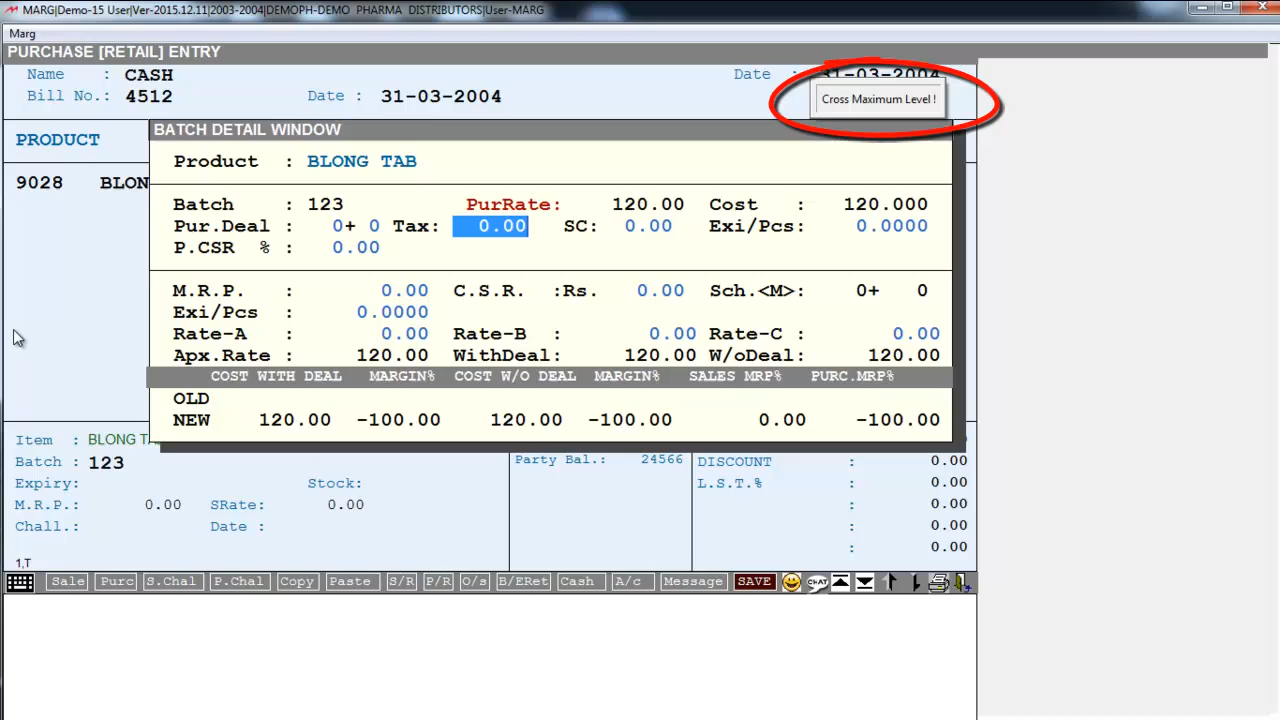 MARG|Demo-15 User|Ver-2015.12.11|2003-2004|DEMOPH-DEMO PHARMA DISTRIBUTORS|User-MARG
Marg
PURCHASE [RETAIL] ENTRY
Name : CASH Date : 31-03-2004
Bill No.: 4512 Date : 31-03-2004
Cross Maximum Level !
PRODUCT
BATCH DETAIL WINDOW
Product : BLONG TAB
9028 BLON
Batch : 123 PurRate: 120.00 Cost : 120.000
Pur.Deal : 0+ 0 Tax: 0.00 SC: 0.00 Exi/Pcs: 0.0000
P.CSR % : 0.00
M.R.P. : 0.00 C.S.R. :Rs. 0.00 Sch.<M>: 0+ 0
Exi/Pcs : 0.0000
Rate-A : 0.00 Rate-B : 0.00 Rate-C : 0.00
Apx.Rate : 120.00 WithDeal: 120.00 W/oDeal: 120.00
COST WITH DEAL MARGIN% COST W/O DEAL MARGIN% SALES MRP% PURC.MRP%
OLD
NEW 120.00 -100.00 120.00 -100.00 0.00 -100.00
Item : BLONG TA
Batch : 123 Party Bal.: 24566 DISCOUNT : 0.00
Expiry: Stock: L.S.T.% : 0.00
M.R.P.: 0.00 SRate: 0.00 : 0.00
Chall.: Date : : 0.00
: 0.00
1,T
Sale Purc S.Chal P.Chal Copy Paste S/R P/R O/s B/ERet Cash A/c Message SAVE CHAT